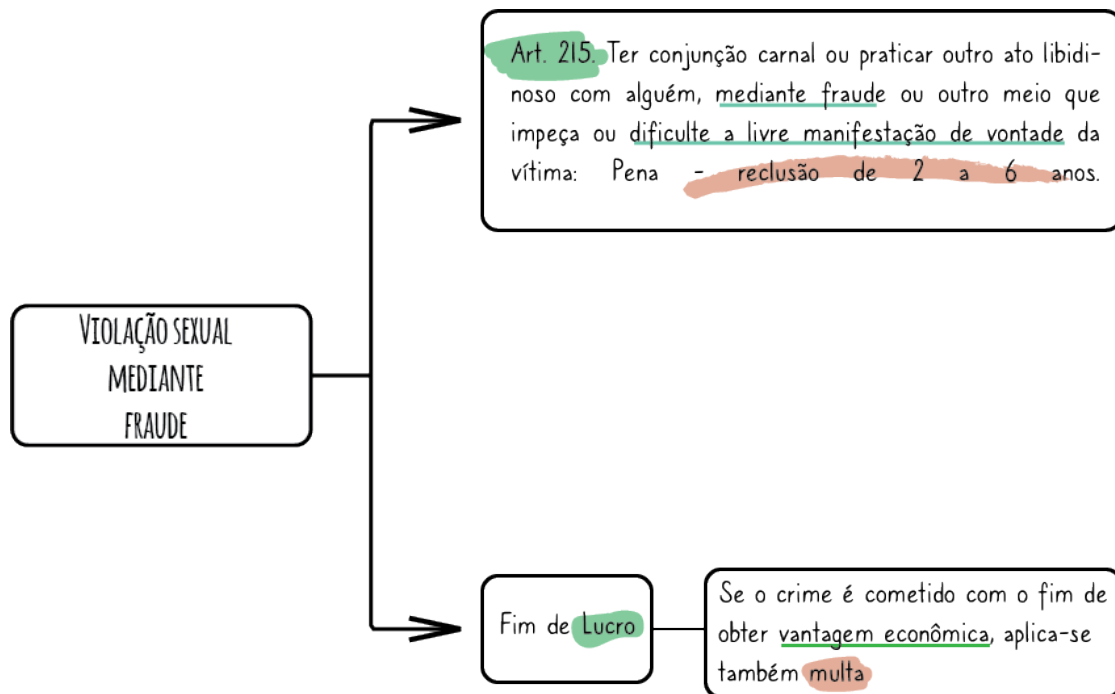 Art. 215. Ter conjunção carnal ou praticar outro ato libidi-
noso com alguém, mediante fraude ou outro meio que
impeça ou dificulte a livre manifestação de vontade da
vítima: Pena - reclusão de 2 a 6 anos.
VIOLAÇÃO SEXUAL
MEDIANTE
FRAUDE
Fim de Lucro
Se o crime é cometido com o fim de
obter vantagem econômica, aplica-se
também multa